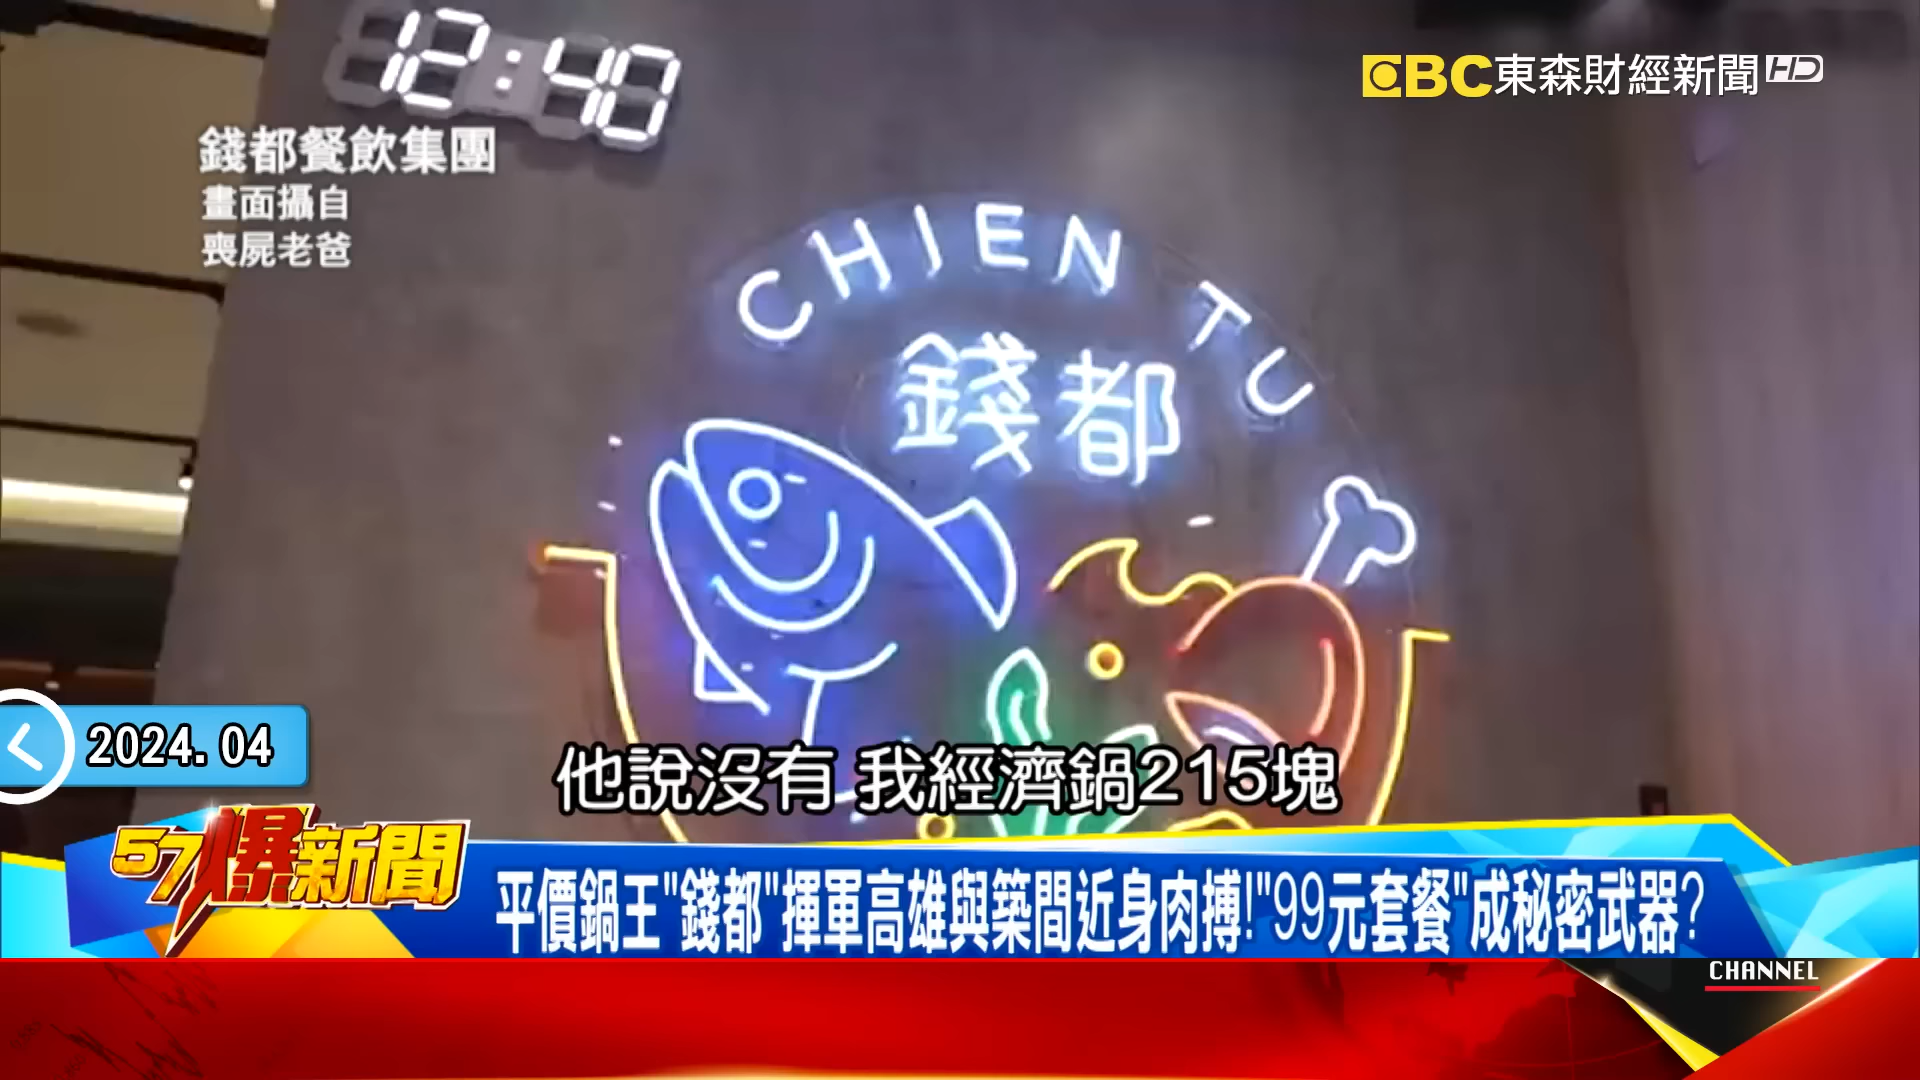 12:40
EBC東森財經新聞HD
錢都餐飲集團
畫面攝自
喪屍老爸
CHIEN TU
錢都
2024.04
他說沒有 我經濟鍋215塊
57爆新聞
平價鍋王"錢都"揮軍高雄與築間近身肉搏!"99元套餐"成秘密武器?
CHANNEL